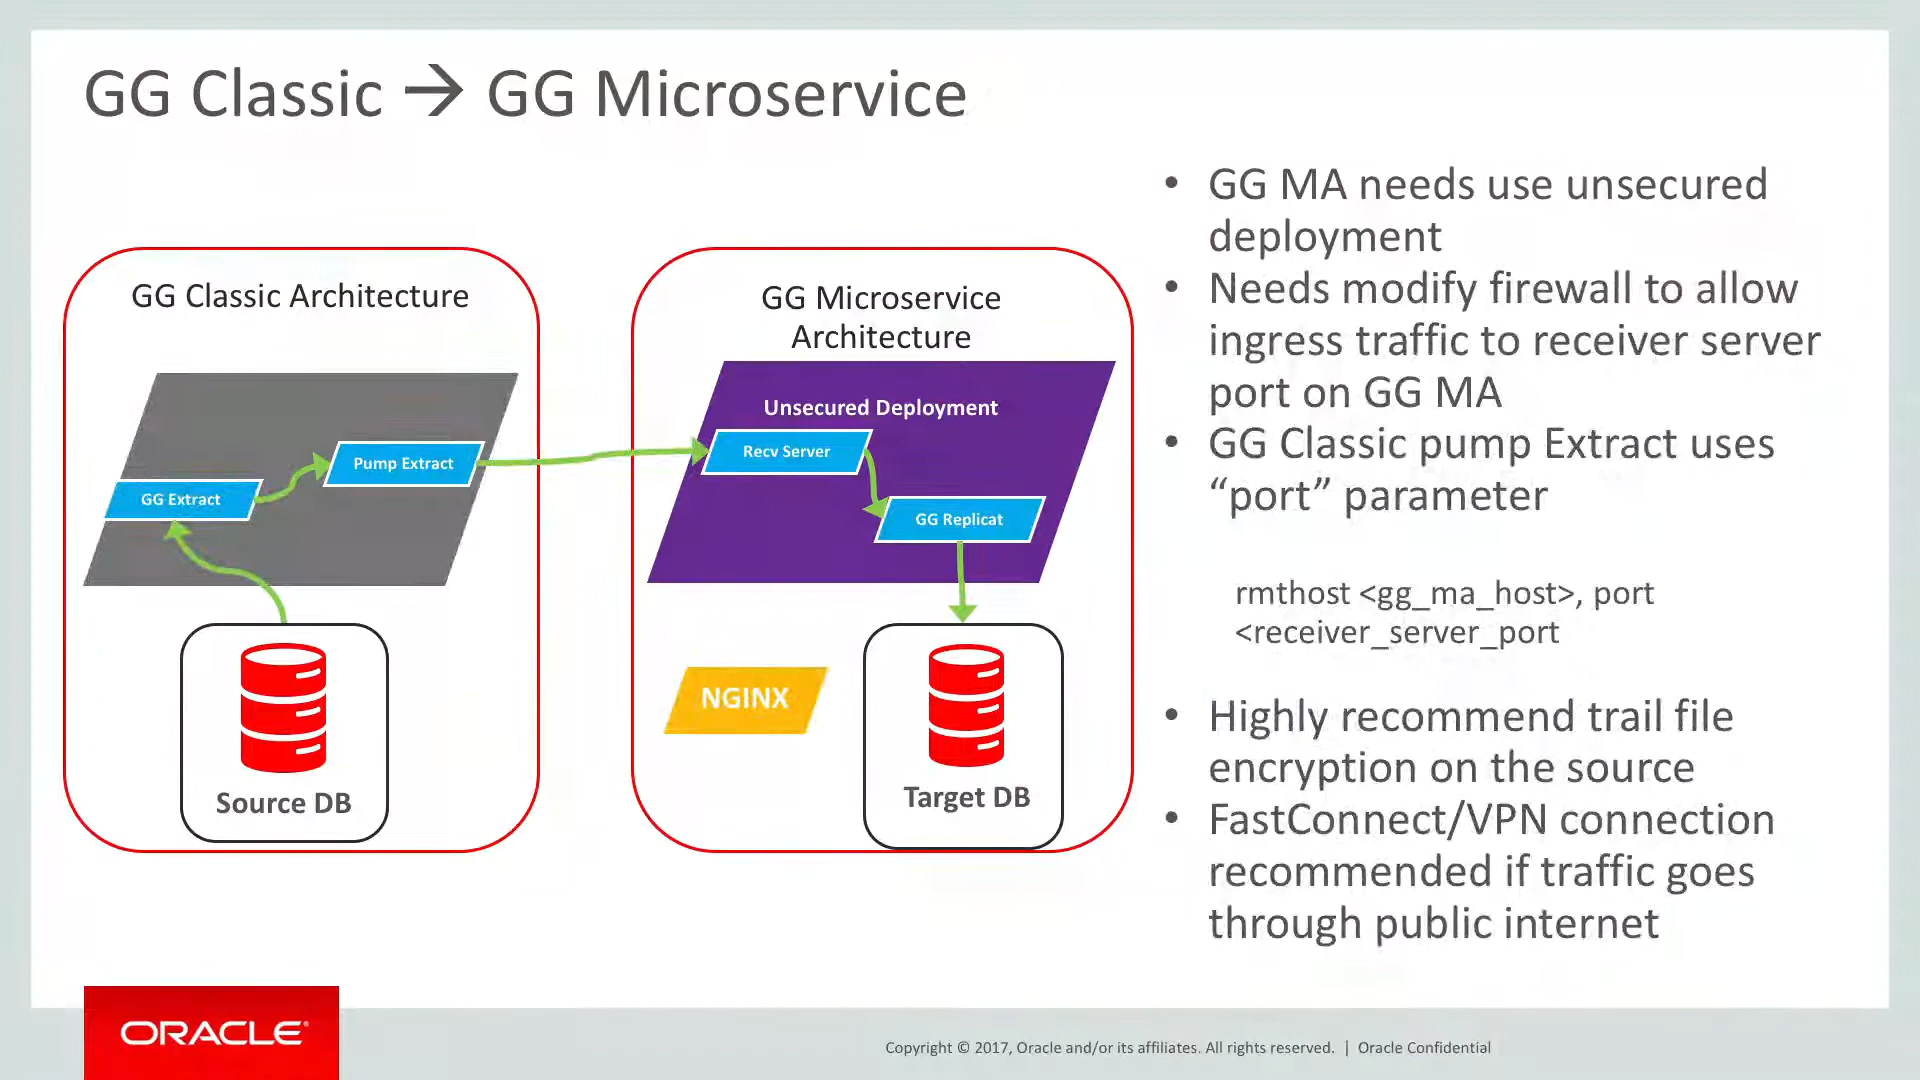 GG Classic → GG Microservice
GG Classic Architecture
GG Extract
Pump Extract
Source DB
GG Microservice
Architecture
Unsecured Deployment
Recv Server
GG Replicat
NGINX
Target DB
• GG MA needs use unsecured
deployment
• Needs modify firewall to allow
ingress traffic to receiver server
port on GG MA
• GG Classic pump Extract uses
“port” parameter
rmthost <gg_ma_host>, port
<receiver_server_port
• Highly recommend trail file
encryption on the source
• FastConnect/VPN connection
recommended if traffic goes
through public internet
ORACLE®
Copyright © 2017, Oracle and/or its affiliates. All rights reserved. | Oracle Confidential